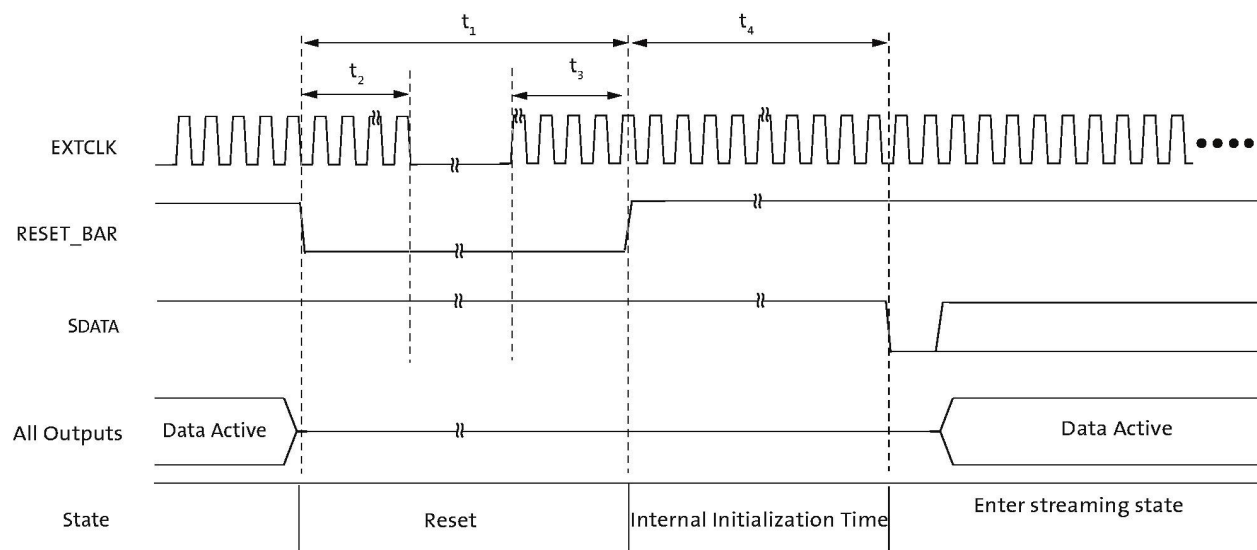 t1
t4
t2
t3
EXTCLK
RESET_BAR
SDATA
All Outputs
Data Active
Data Active
State
Reset
Internal Initialization Time
Enter streaming state